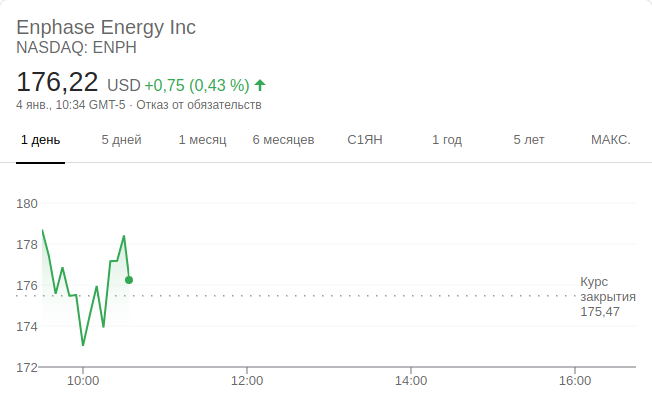 Enphase Energy Inc
NASDAQ: ENPH
176,22 USD +0,75 (0,43 %)
4 янв., 10:34 GMT-5 · Отказ от обязательств
1 день 5 дней 1 месяц 6 месяцев С1ЯН 1 год 5 лет МАКС.
180
178
176
174
172
Курс
закрытия
175,47
10:00 12:00 14:00 16:00